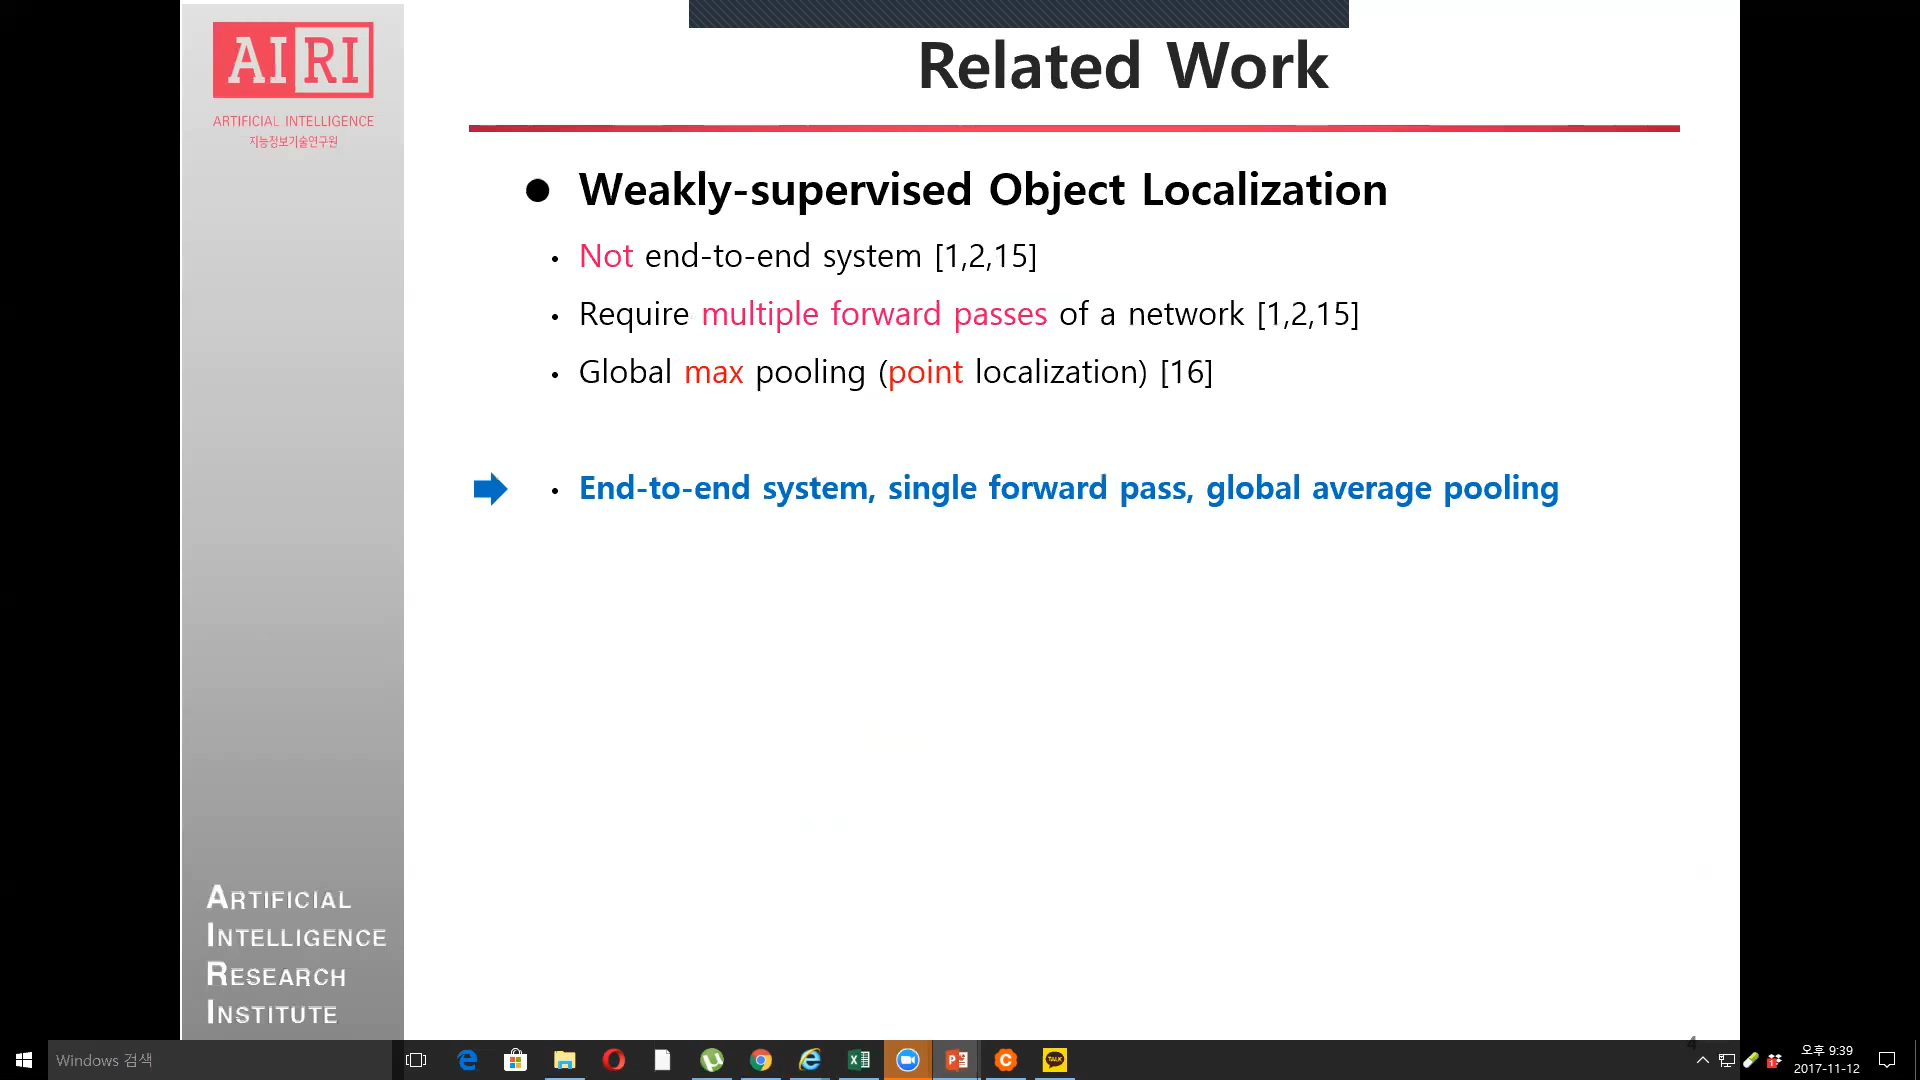 AIRI
ARTIFICIAL INTELLIGENCE
지능정보기술연구원
Related Work
Weakly-supervised Object Localization
Not end-to-end system [1,2,15]
Require multiple forward passes of a network [1,2,15]
Global max pooling (point localization) [16]
End-to-end system, single forward pass, global average pooling
ARTIFICIAL
INTELLIGENCE
RESEARCH
INSTITUTE
4
Windows 검색
TALK
오후 9:39
2017-11-12